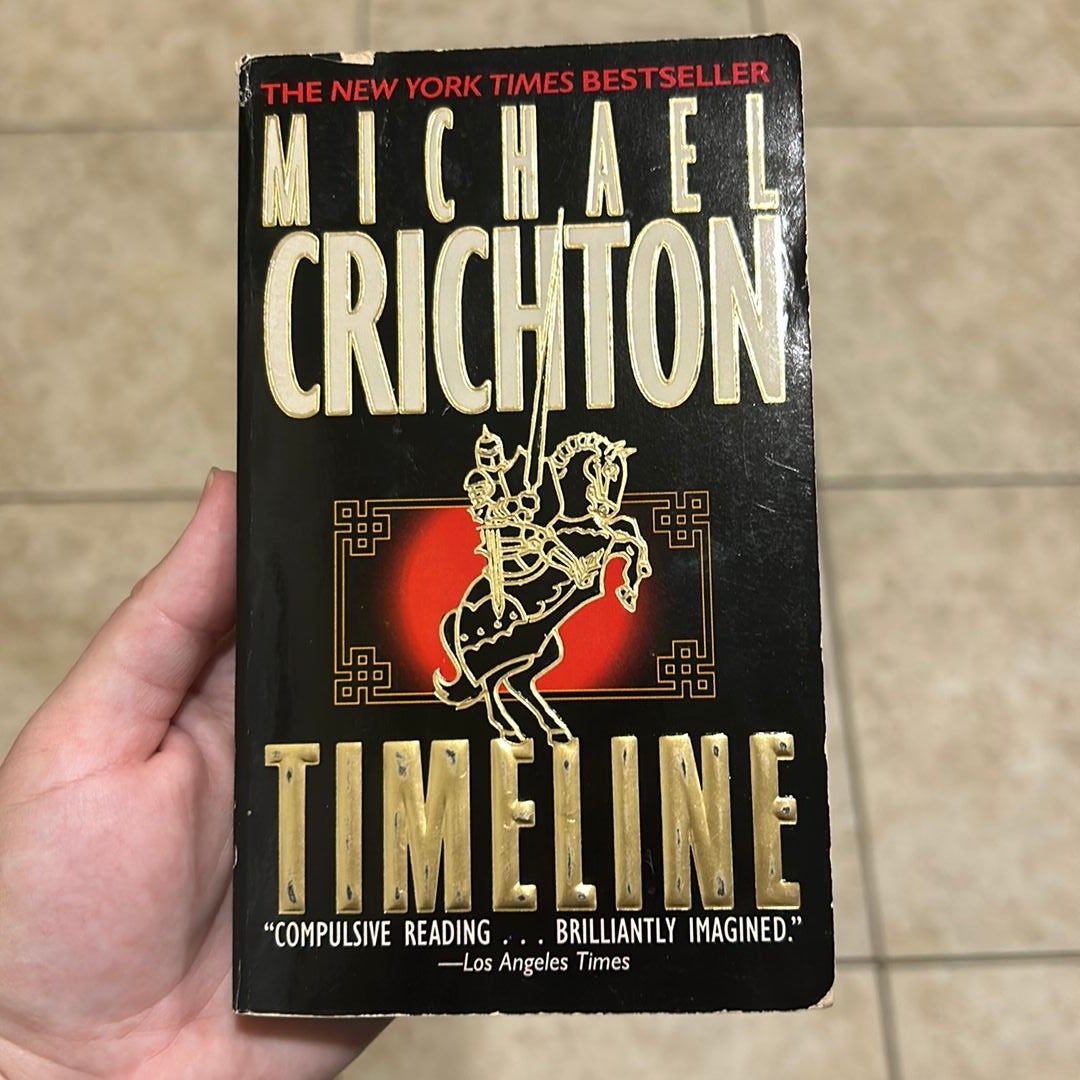 THE NEW YORK TIMES BESTSELLER
MICHAEL
CRICHTON
TIMELINE
“COMPULSIVE READING . . . BRILLIANTLY IMAGINED.”
—Los Angeles Times